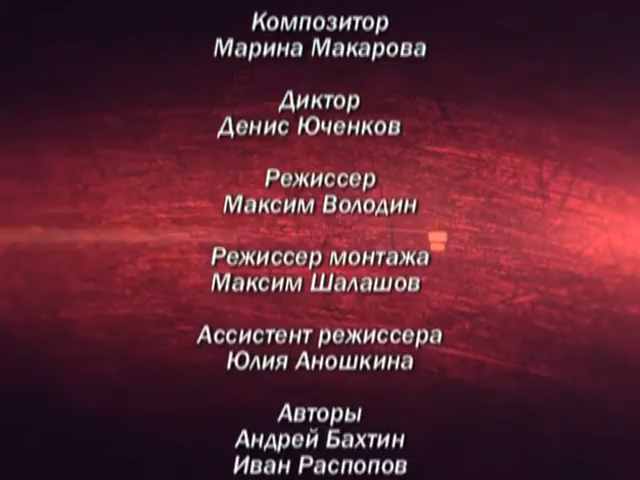 Композитор
Марина Макарова
Диктор
Денис Юченков
Режиссер
Максим Володин
Режиссер монтажа
Максим Шалашов
Ассистент режиссера
Юлия Аношкина
Авторы
Андрей Бахтин
Иван Распопов